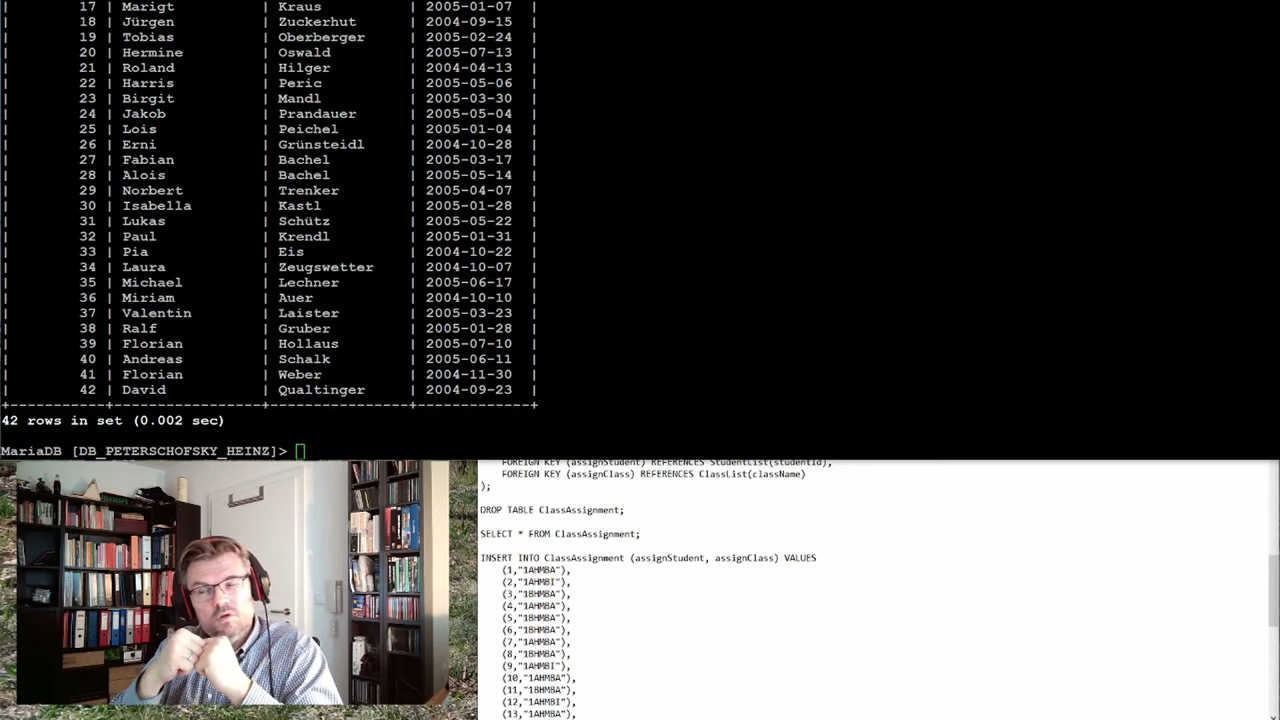 | 17 | Marigt | Kraus | 2005-01-07 |
| 18 | Jürgen | Zuckerhut | 2004-09-15 |
| 19 | Tobias | Oberberger | 2005-02-24 |
| 20 | Hermine | Oswald | 2005-07-13 |
| 21 | Roland | Hilger | 2004-04-13 |
| 22 | Harris | Peric | 2005-05-06 |
| 23 | Birgit | Mandl | 2005-03-30 |
| 24 | Jakob | Prandauer | 2005-05-04 |
| 25 | Lois | Peichel | 2005-01-04 |
| 26 | Erni | Grünsteidl | 2004-10-28 |
| 27 | Fabian | Bachel | 2005-03-17 |
| 28 | Alois | Bachel | 2005-05-14 |
| 29 | Norbert | Trenker | 2005-04-07 |
| 30 | Isabella | Kastl | 2005-01-28 |
| 31 | Lukas | Schütz | 2005-05-22 |
| 32 | Paul | Krendl | 2005-01-31 |
| 33 | Pia | Eis | 2004-10-22 |
| 34 | Laura | Zeugswetter | 2004-10-07 |
| 35 | Michael | Lechner | 2005-06-17 |
| 36 | Miriam | Auer | 2004-10-10 |
| 37 | Valentin | Laister | 2005-03-23 |
| 38 | Ralf | Gruber | 2005-01-28 |
| 39 | Florian | Hollaus | 2005-07-10 |
| 40 | Andreas | Schalk | 2005-06-11 |
| 41 | Florian | Weber | 2004-11-30 |
| 42 | David | Qualtinger | 2004-09-23 |
+-----------+-----------------+---------------+------------+
42 rows in set (0.002 sec)
MariaDB [DB_PETERSCHOFSKY_HEINZ]>
FOREIGN KEY (assignStudent) REFERENCES StudentList(studentId),
FOREIGN KEY (assignClass) REFERENCES ClassList(className)
);
DROP TABLE ClassAssignment;
SELECT * FROM ClassAssignment;
INSERT INTO ClassAssignment (assignStudent, assignClass) VALUES
(1,"1AHMBA"),
(2,"1AHMBI"),
(3,"1BHMBA"),
(4,"1AHMBA"),
(5,"1BHMBA"),
(6,"1BHMBA"),
(7,"1AHMBA"),
(8,"1BHMBA"),
(9,"1AHMBI"),
(10,"1AHMBA"),
(11,"1BHMBA"),
(12,"1AHMBI"),
(13,"1AHMBA"),